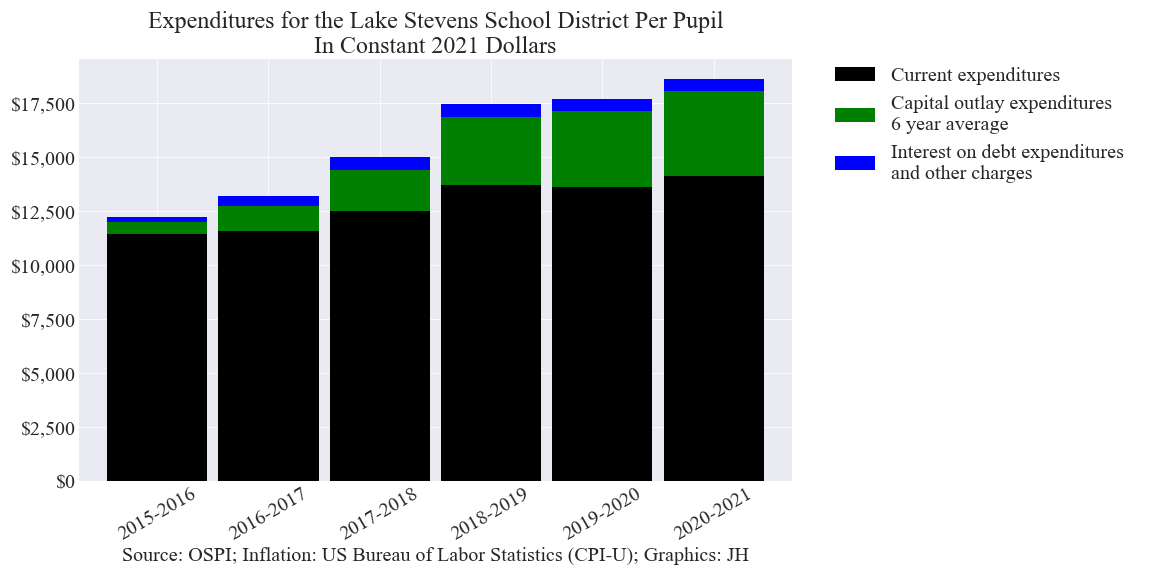 Expenditures for the Lake Stevens School District Per Pupil
In Constant 2021 Dollars
Current expenditures
Capital outlay expenditures
6 year average
Interest on debt expenditures
and other charges
$17,500
$15,000
$12,500
$10,000
$7,500
$5,000
$2,500
$0
2015-2016
2016-2017
2017-2018
2018-2019
2019-2020
2020-2021
Source: OSPI; Inflation: US Bureau of Labor Statistics (CPI-U); Graphics: JH